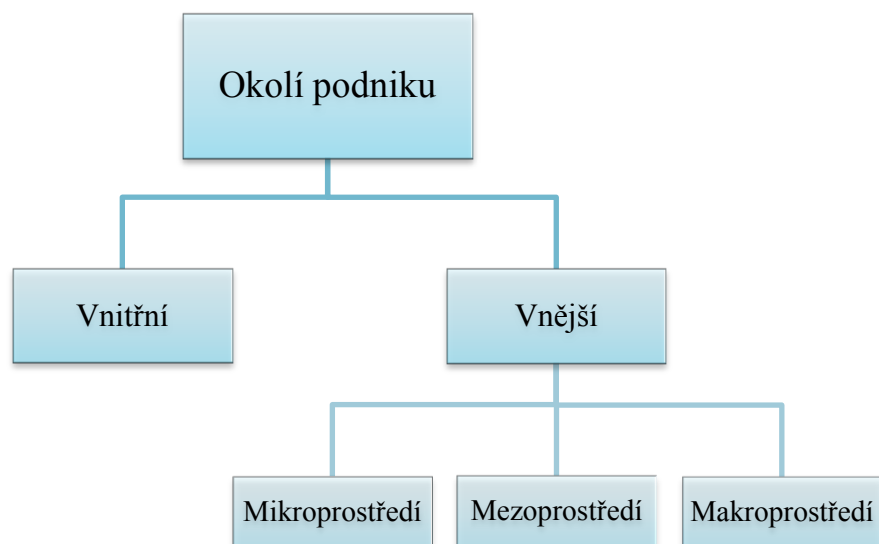 Okolí podniku
Vnitřní
Vnější
Mikroprostředí
Mezoprostředí
Makroprostředí